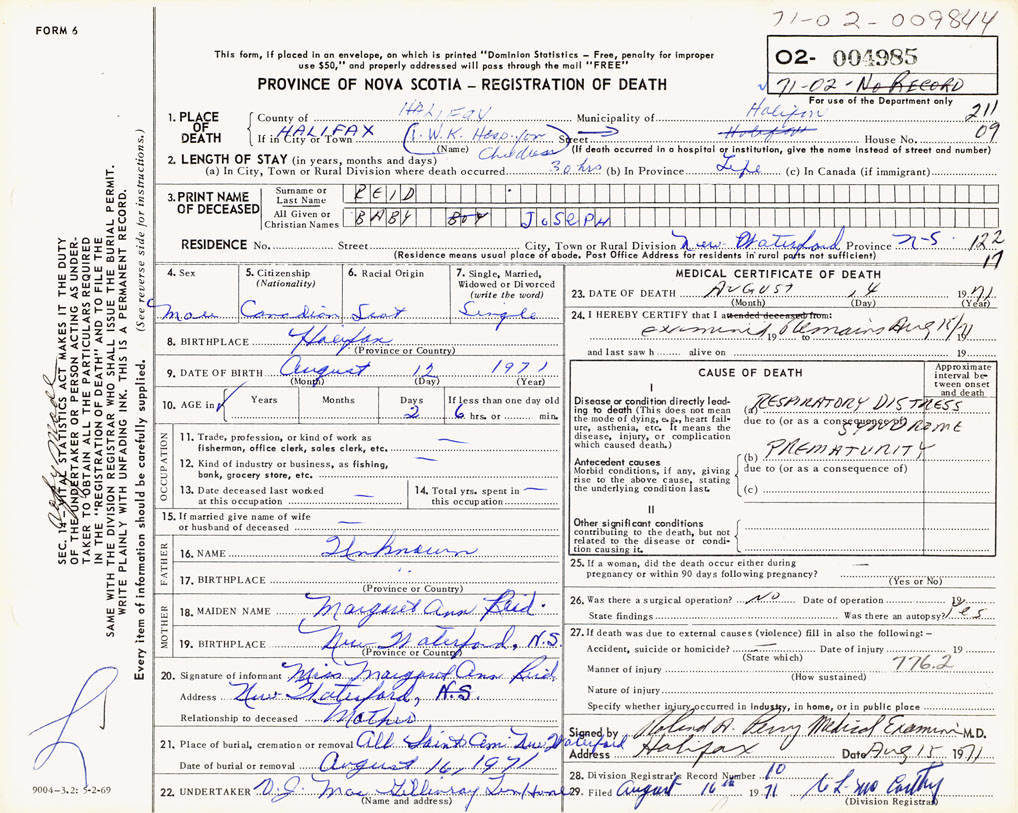 71-02-009844
FORM 6
This form, if placed in an envelope, on which is printed "Dominion Statistics – Free, penalty for improper
use $50," and properly addressed will pass through the mail "FREE"
O2- 004985
71-02-No Record
For use of the Department only
PROVINCE OF NOVA SCOTIA – REGISTRATION OF DEATH
1. PLACE OF DEATH
County of HALIFAX Municipality of Halifax 211
If in City or Town HALIFAX (I.W.K. Hosp. for Children) Street Halifax House No. 09
(Name) (If death occurred in a hospital or institution, give the name instead of street and number)
2. LENGTH OF STAY (in years, months and days)
(a) In City, Town or Rural Division where death occurred 30 hrs (b) In Province Life (c) In Canada (if immigrant)
3. PRINT NAME OF DECEASED
Surname or Last Name REID
All Given or Christian Names BABY BOY JOSEPH
RESIDENCE No. Street City, Town or Rural Division New Waterford Province N-S. 122
(Residence means usual place of abode. Post Office Address for residents in rural parts not sufficient) 17
4. Sex Male
5. Citizenship (Nationality) Canadian
6. Racial Origin Scot
7. Single, Married, Widowed or Divorced (write the word) Single
8. BIRTHPLACE Halifax
(Province or Country)
9. DATE OF BIRTH August 12 1971
(Month) (Day) (Year)
10. AGE in Years Months Days 2 If less than one day old 6 hrs. or min.
OCCUPATION
11. Trade, profession, or kind of work as fisherman, office clerk, sales clerk, etc. —
12. Kind of industry or business, as fishing, bank, grocery store, etc. —
13. Date deceased last worked at this occupation —
14. Total yrs. spent in this occupation —
15. If married give name of wife or husband of deceased —
FATHER
16. NAME Unknown
17. BIRTHPLACE "
(Province or Country)
MOTHER
18. MAIDEN NAME Margaret Ann Reid.
19. BIRTHPLACE New Waterford, N.S.
(Province or Country)
20. Signature of informant Miss Margaret Ann Reid
Address New Waterford, N.S.
Relationship to deceased Mother
21. Place of burial, cremation or removal All Saint Cem. New Waterford
Date of burial or removal August 16, 1971
22. UNDERTAKER
(Name and address)
MEDICAL CERTIFICATE OF DEATH
23. DATE OF DEATH AUGUST 14 1971
(Month) (Day) (Year)
24. I HEREBY CERTIFY that I attended deceased from:
examined remains Aug 15/71
19 to 19
and last saw h alive on 19
CAUSE OF DEATH
Approximate interval between onset and death
I
Disease or condition directly leading to death (This does not mean the mode of dying, e.g., heart failure, asthenia, etc. It means the disease, injury, or complication which caused death.)
(a) RESPIRATORY DISTRESS
due to (or as a consequence of) SYNDROME
Antecedent causes
Morbid conditions, if any, giving rise to the above cause, stating the underlying condition last.
(b) PREMATURITY
due to (or as a consequence of)
(c)
II
Other significant conditions contributing to the death, but not related to the disease or condition causing it.
25. If a woman, did the death occur either during pregnancy or within 90 days following pregnancy? —
(Yes or No)
26. Was there a surgical operation? NO Date of operation 19
State findings Was there an autopsy? Yes
27. If death was due to external causes (violence) fill in also the following: –
Accident, suicide or homicide? Date of injury 19
(State which) 776.2
Manner of injury
(How sustained)
Nature of injury
Specify whether injury occurred in industry, in home, or in public place
Signed by Roland A. Perry Medical Examiner M.D.
Address Halifax Date Aug 15 1971
28. Division Registrar's Record Number 10
29. Filed August 16th 1971
(Division Registrar)
SEC. 14–VITAL STATISTICS ACT MAKES IT THE DUTY
OF THE UNDERTAKER OR PERSON ACTING AS UNDER-
TAKER TO OBTAIN ALL THE PARTICULARS REQUIRED
IN THE "REGISTRATION OF DEATH" AND TO FILE THE
SAME WITH THE DIVISION REGISTRAR WHO SHALL ISSUE THE BURIAL PERMIT.
WRITE PLAINLY WITH UNFADING INK. THIS IS A PERMANENT RECORD.
Every item of information should be carefully supplied. (See reverse side for instructions.)
9004–3.2: 5-2-69